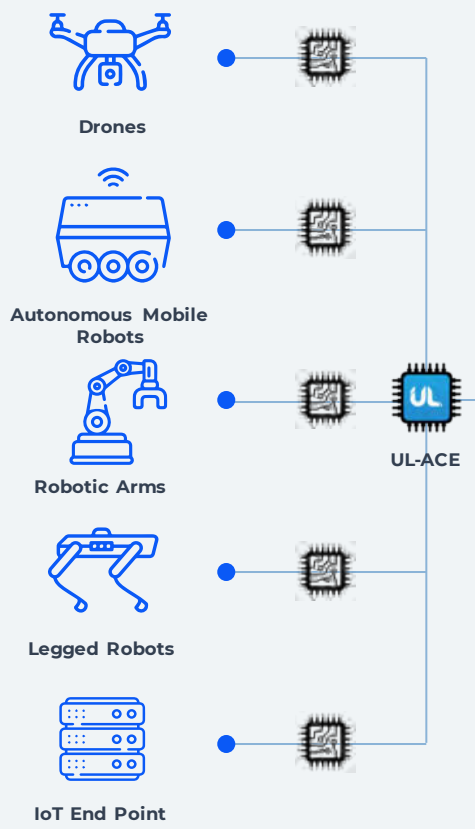 Drones
Autonomous Mobile
Robots
UL
UL-ACE
Robotic Arms
Legged Robots
IoT End Point